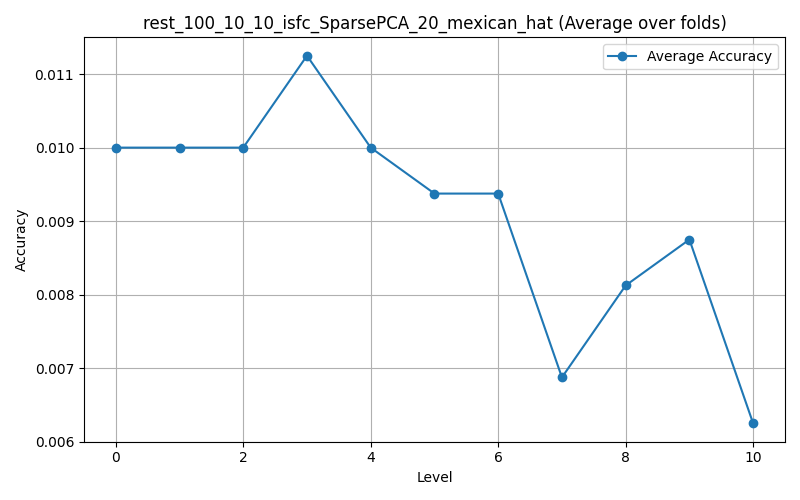 rest_100_10_10_isfc_SparsePCA_20_mexican_hat (Average over folds)
Average Accuracy
0.011
0.010
0.009
0.008
0.007
0.006
Accuracy
0 2 4 6 8 10
Level